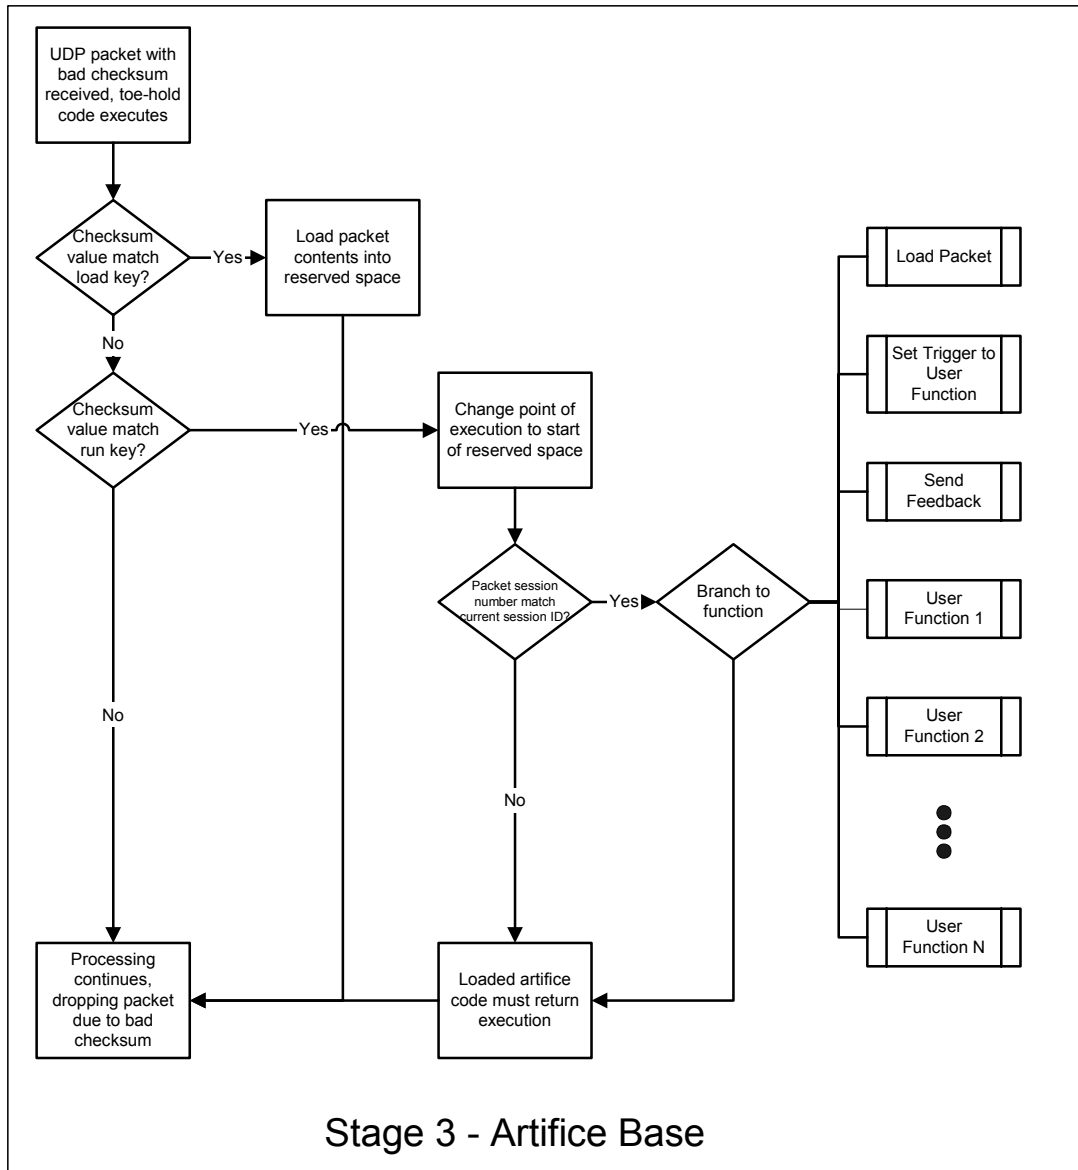 UDP packet with
bad checksum
received, toe-hold
code executes
Checksum
value match
load key?
Yes
Load packet
contents into
reserved space
No
Checksum
value match
run key?
Yes
Change point of
execution to start
of reserved space
Packet session
number match
current session ID?
Yes
Branch to
function
Load Packet
Set Trigger to
User
Function
Send
Feedback
User
Function 1
User
Function 2
User
Function N
No
No
Processing
continues,
dropping packet
due to bad
checksum
Loaded artifice
code must return
execution
Stage 3 - Artifice Base